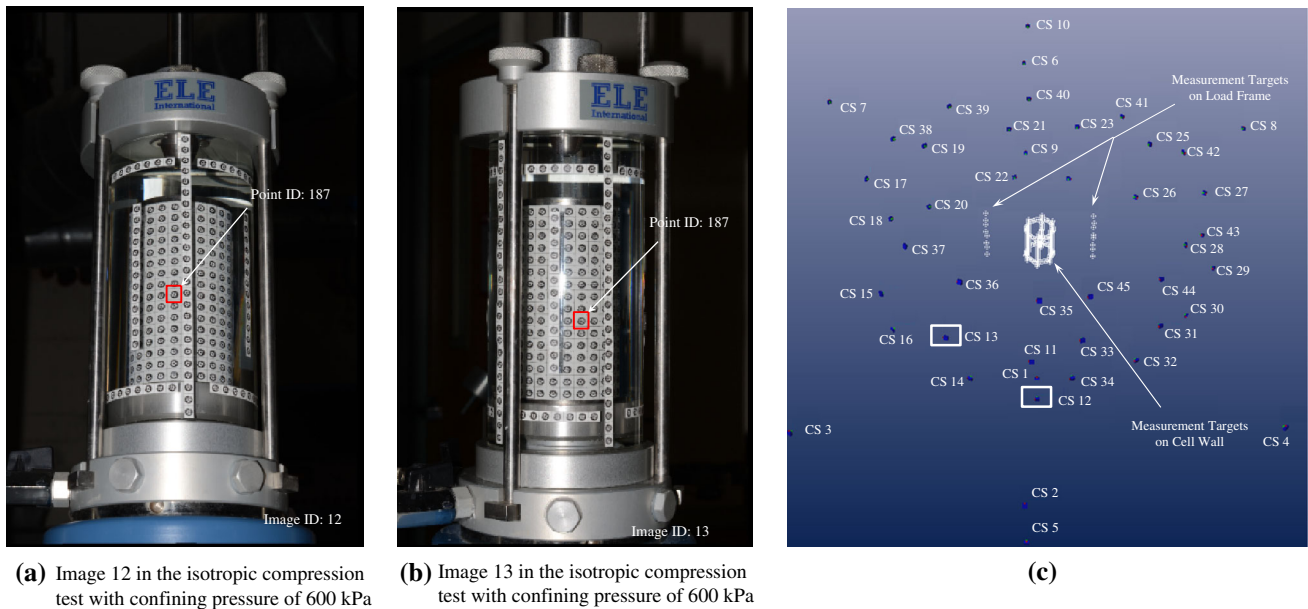 ELE
International
Point ID: 187
Image ID: 12
(a) Image 12 in the isotropic compression
test with confining pressure of 600 kPa
ELE
International
Point ID: 187
Image ID: 13
(b) Image 13 in the isotropic compression
test with confining pressure of 600 kPa
CS 10
CS 6
Measurement Targets
on Load Frame
CS 7
CS 39
CS 40
CS 41
CS 38
CS 21
CS 23
CS 25
CS 8
CS 19
CS 9
CS 42
CS 17
CS 22
CS 20
CS 26
CS 27
CS 18
CS 37
CS 43
CS 28
CS 29
CS 15
CS 36
CS 45
CS 44
CS 35
CS 30
CS 16
CS 13
CS 31
CS 11
CS 33
CS 32
CS 14
CS 1
CS 34
CS 12
CS 3
Measurement Targets
on Cell Wall
CS 4
CS 2
CS 5
(c)